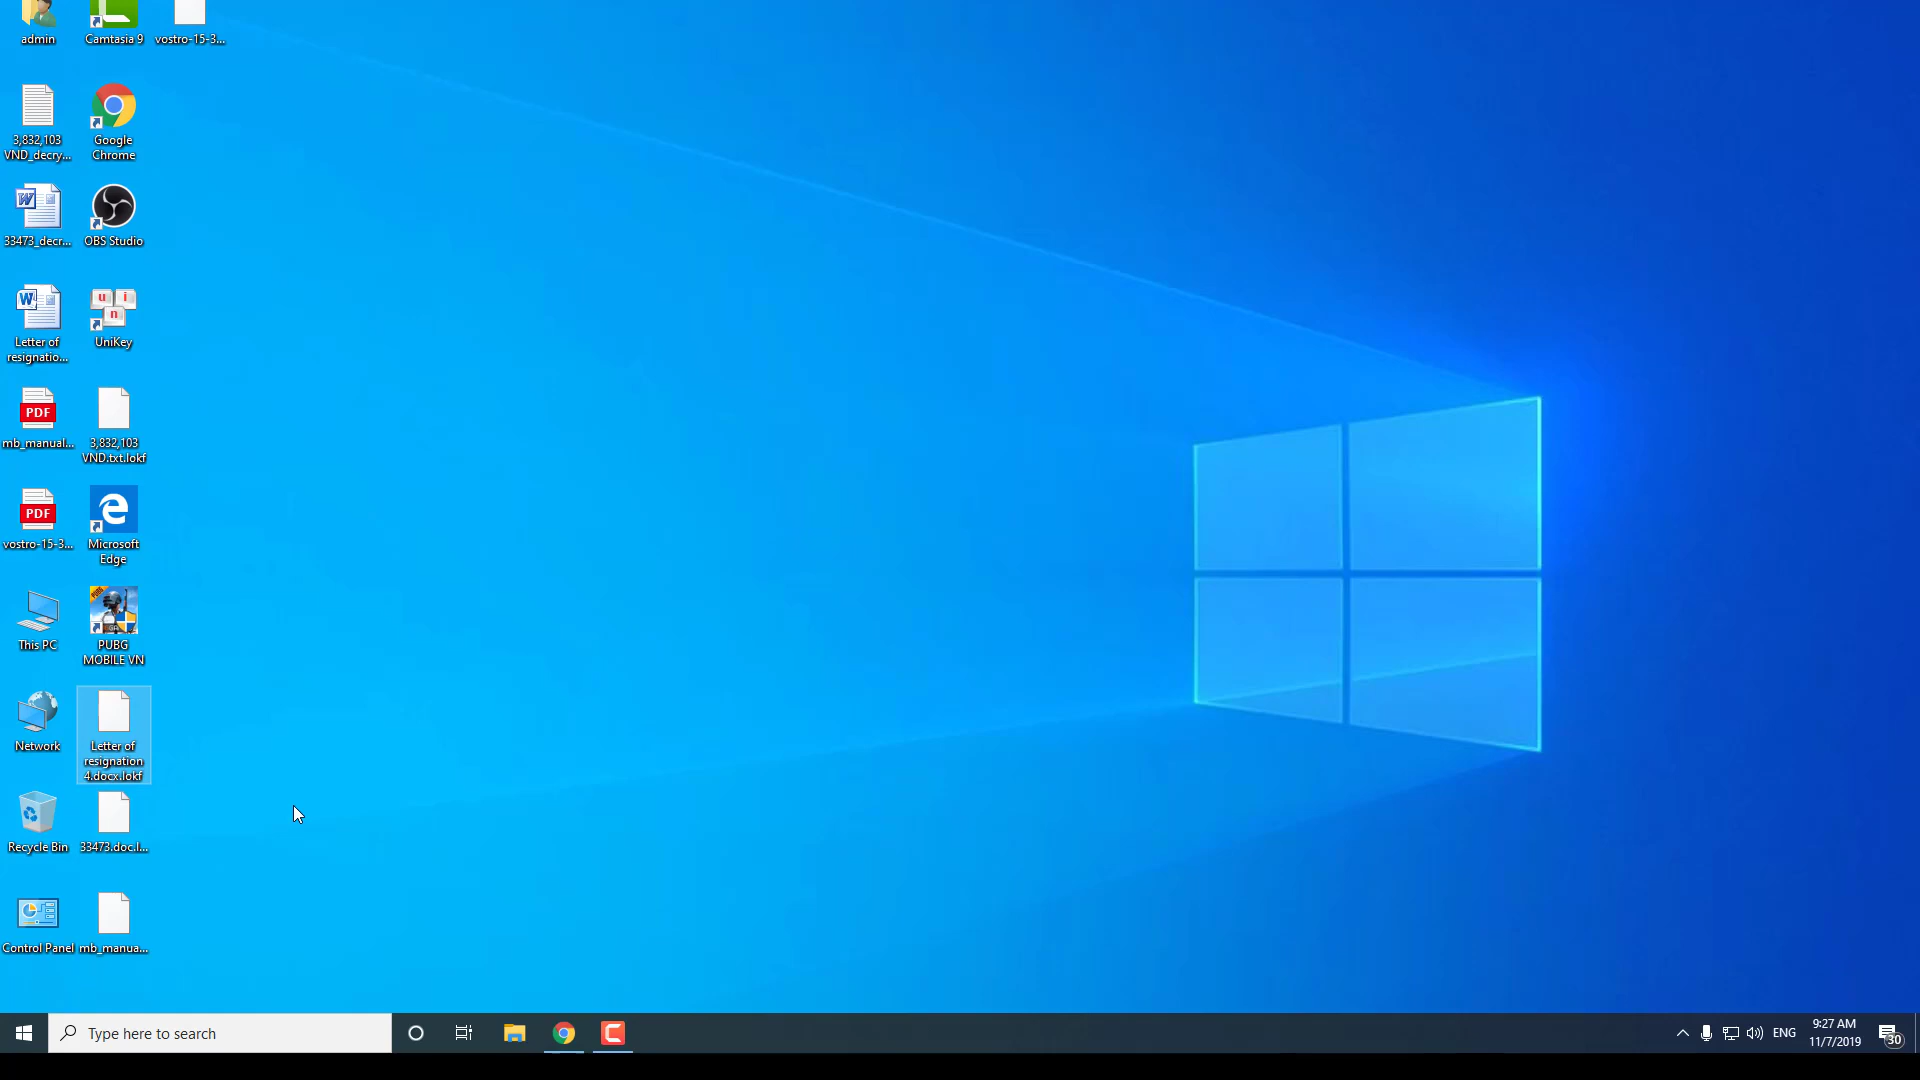 admin
Camtasia 9
vostro-15-3...
3,832,103
VND_decry...
Google
Chrome
33473_decr...
OBS Studio
Letter of
resignatio...
UniKey
u i
n
PDF
mb_manual...
3,832,103
VND.txt.lokf
PDF
vostro-15-3...
Microsoft
Edge
This PC
PUBG
MOBILE VN
Network
Letter of
resignation
4.docx.lokf
Recycle Bin
33473.doc.l...
Control Panel
mb_manua...
Type here to search
ENG
9:27 AM
11/7/2019
30